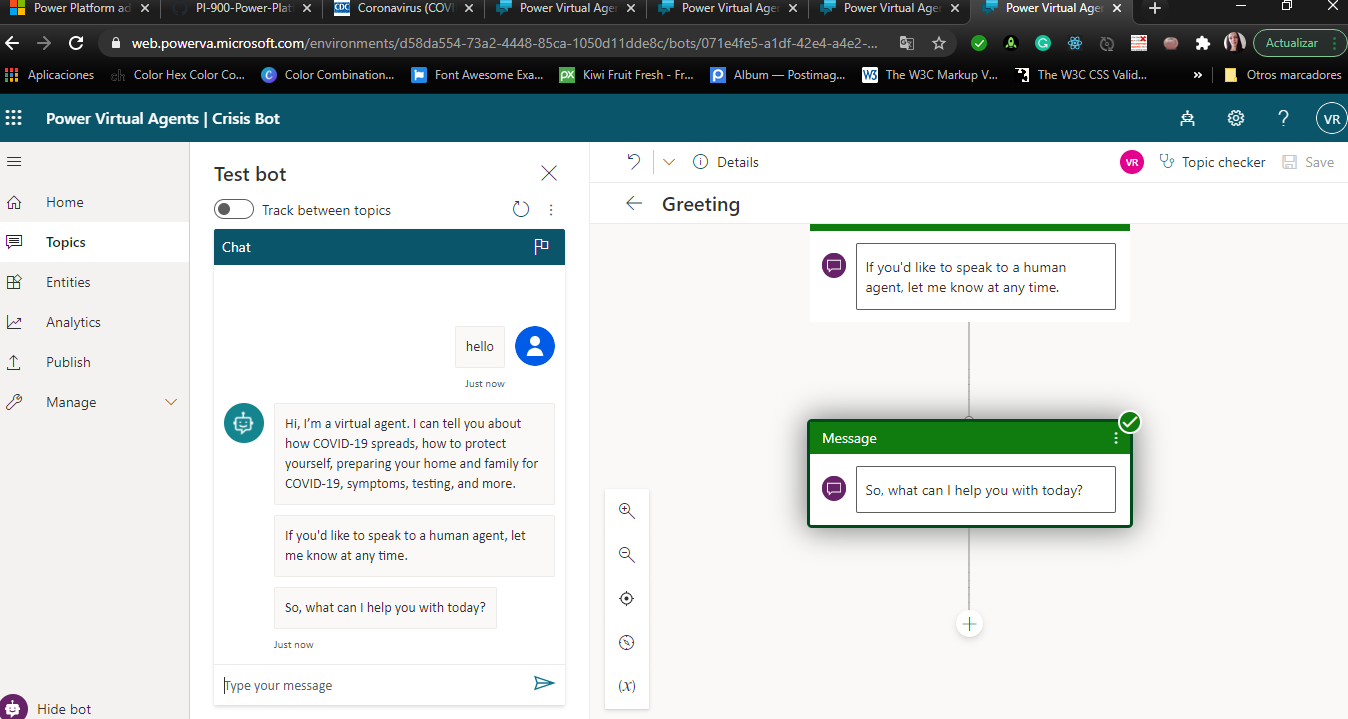 Power Platform ad
PI-900-Power-Plat
CDC Coronavirus (COVI
Power Virtual Agen
Power Virtual Agen
Power Virtual Agen
Power Virtual Agen
web.powerva.microsoft.com/environments/d58da554-73a2-4448-85ca-1050d11dde8c/bots/071e4fe5-a1df-42e4-a4e2-...
Actualizar
Aplicaciones
Color Hex Color Co...
Color Combination...
Font Awesome Exa...
Kiwi Fruit Fresh - Fr...
Album — Postimag...
The W3C Markup V...
The W3C CSS Valid...
»
Otros marcadores
Power Virtual Agents | Crisis Bot
VR
Home
Topics
Entities
Analytics
Publish
Manage
Hide bot
Test bot
Track between topics
Chat
hello
Just now
Hi, I’m a virtual agent. I can tell you about
how COVID-19 spreads, how to protect
yourself, preparing your home and family for
COVID-19, symptoms, testing, and more.
If you'd like to speak to a human agent, let
me know at any time.
So, what can I help you with today?
Just now
Type your message
Details
VR
Topic checker
Save
Greeting
If you'd like to speak to a human
agent, let me know at any time.
Message
So, what can I help you with today?
(x)